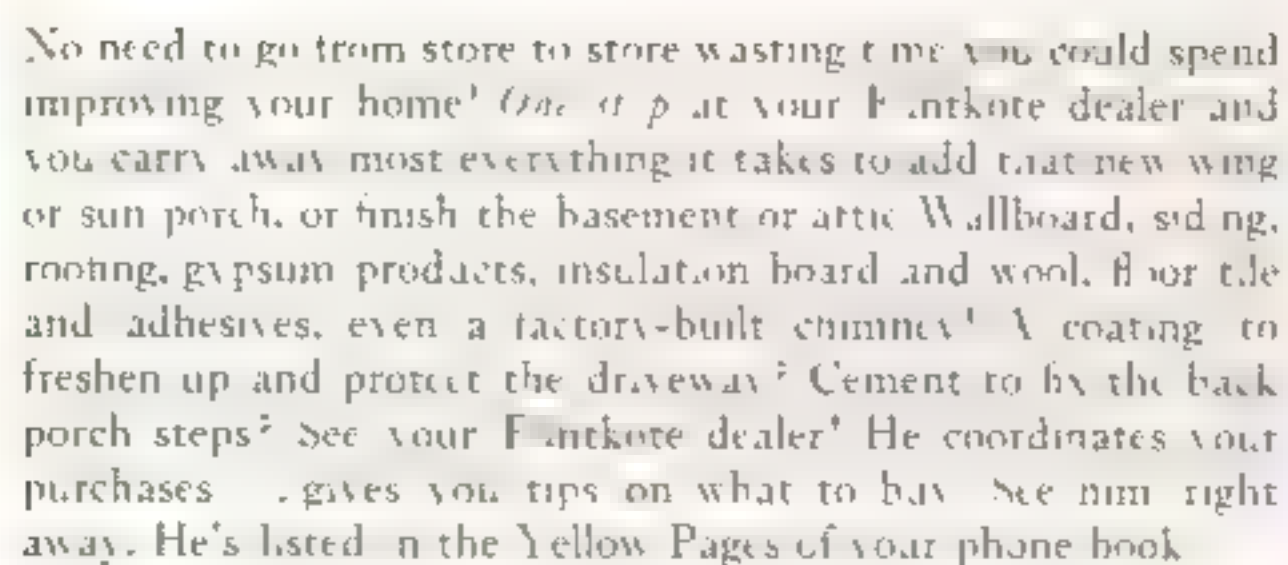 No need to go from store to store wasting time you could spend
improving your home! One stop at your Flintkote dealer and
you carry away most everything it takes to add that new wing
or sun porch, or finish the basement or attic. Wallboard, siding,
roofing, gypsum products, insulation board and wool, floor tile
and adhesives, even a factory-built chimney! A coating to
freshen up and protect the driveway? Cement to fix the back
porch steps? See your Flintkote dealer! He coordinates your
purchases . . . gives you tips on what to buy. See him right
away. He's listed in the Yellow Pages of your phone book.